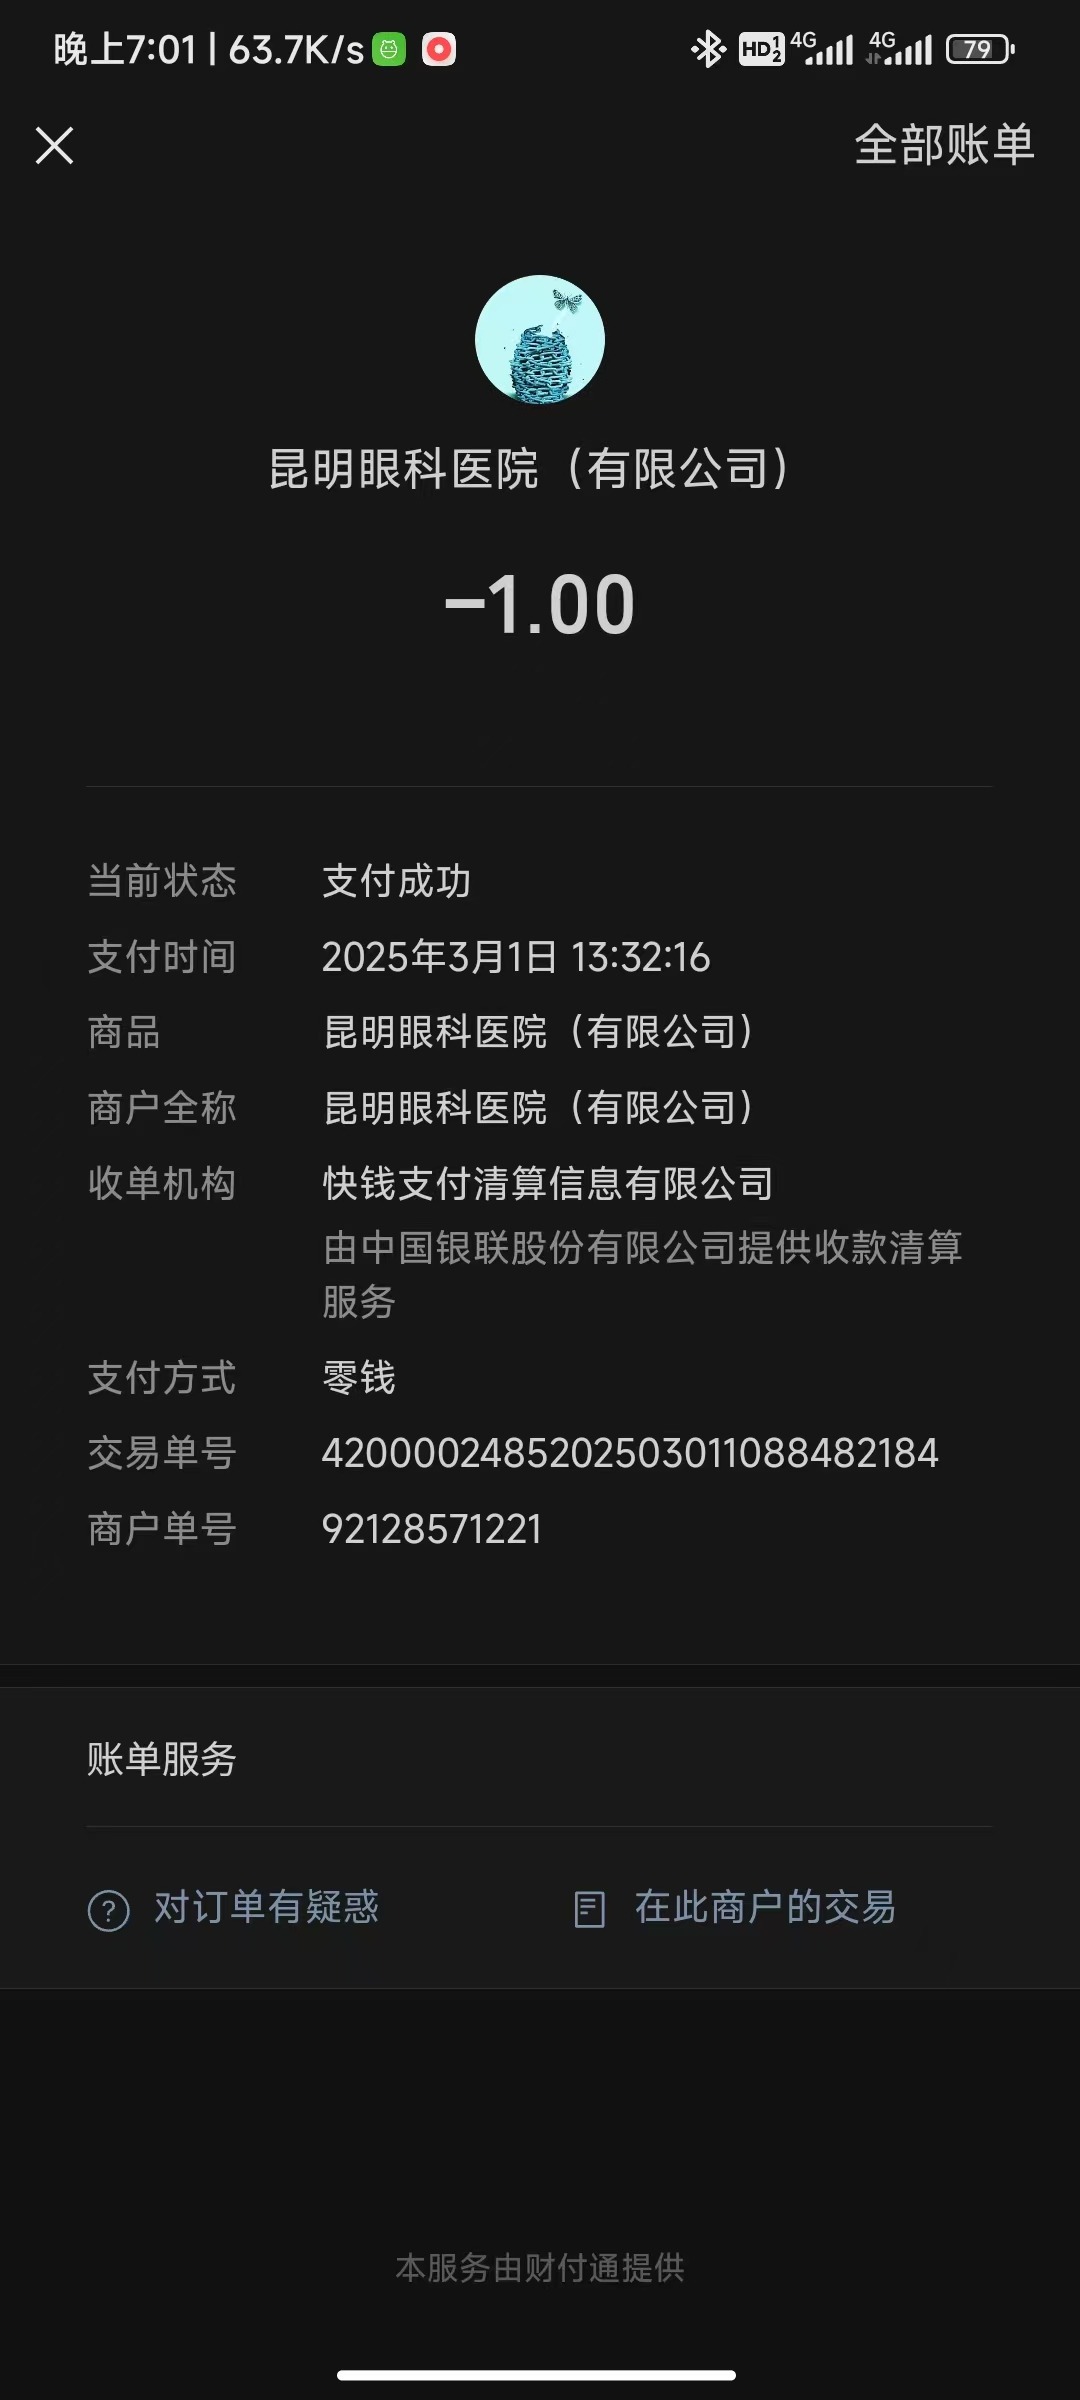 晚上7:01 | 63.7K/s HD 1 2 4G 4G 79
全部账单
昆明眼科医院（有限公司）
-1.00
当前状态 支付成功
支付时间 2025年3月1日 13:32:16
商品 昆明眼科医院（有限公司）
商户全称 昆明眼科医院（有限公司）
收单机构 快钱支付清算信息有限公司
由中国银联股份有限公司提供收款清算
服务
支付方式 零钱
交易单号 4200002485202503011088482184
商户单号 92128571221
账单服务
对订单有疑惑 在此商户的交易
本服务由财付通提供